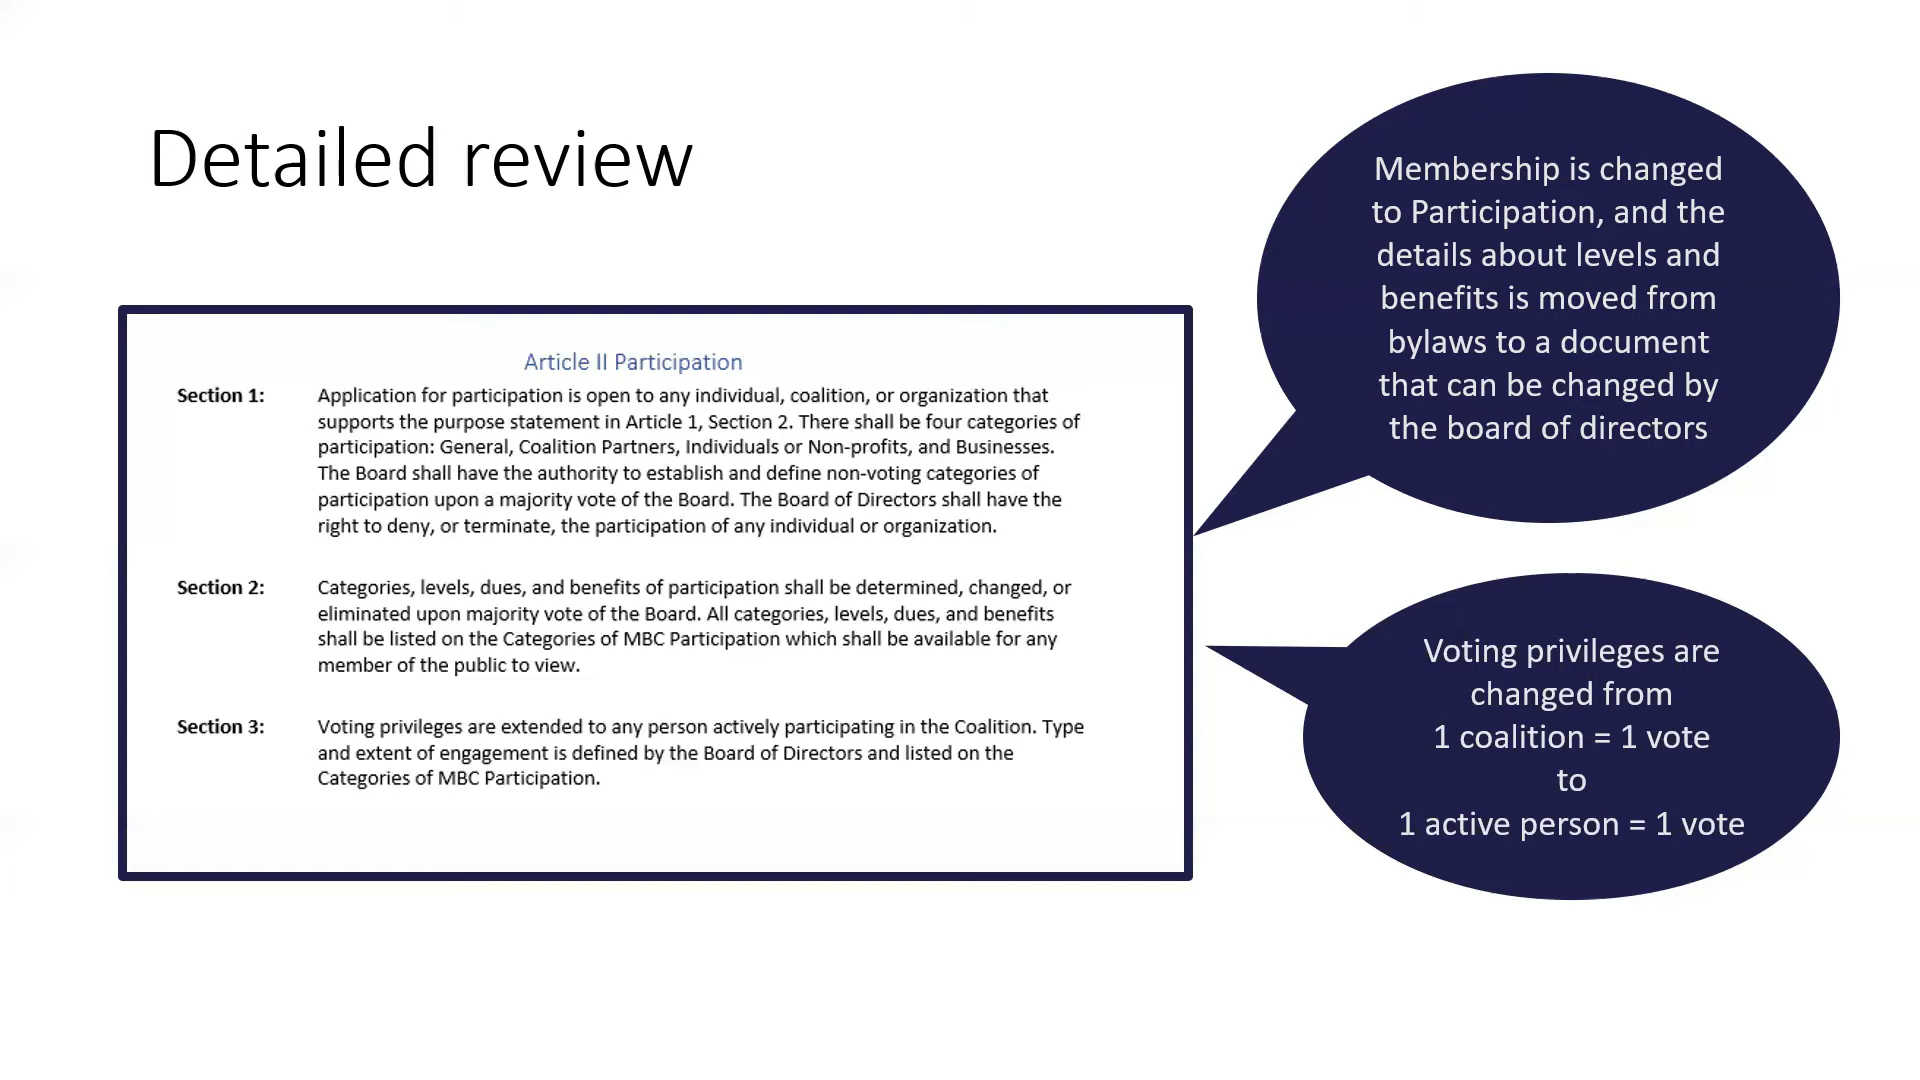 Detailed review
Article II Participation
Section 1: Application for participation is open to any individual, coalition, or organization that
supports the purpose statement in Article 1, Section 2. There shall be four categories of
participation: General, Coalition Partners, Individuals or Non-profits, and Businesses.
The Board shall have the authority to establish and define non-voting categories of
participation upon a majority vote of the Board. The Board of Directors shall have the
right to deny, or terminate, the participation of any individual or organization.
Section 2: Categories, levels, dues, and benefits of participation shall be determined, changed, or
eliminated upon majority vote of the Board. All categories, levels, dues, and benefits
shall be listed on the Categories of MBC Participation which shall be available for any
member of the public to view.
Section 3: Voting privileges are extended to any person actively participating in the Coalition. Type
and extent of engagement is defined by the Board of Directors and listed on the
Categories of MBC Participation.
Membership is changed
to Participation, and the
details about levels and
benefits is moved from
bylaws to a document
that can be changed by
the board of directors
Voting privileges are
changed from
1 coalition = 1 vote
to
1 active person = 1 vote